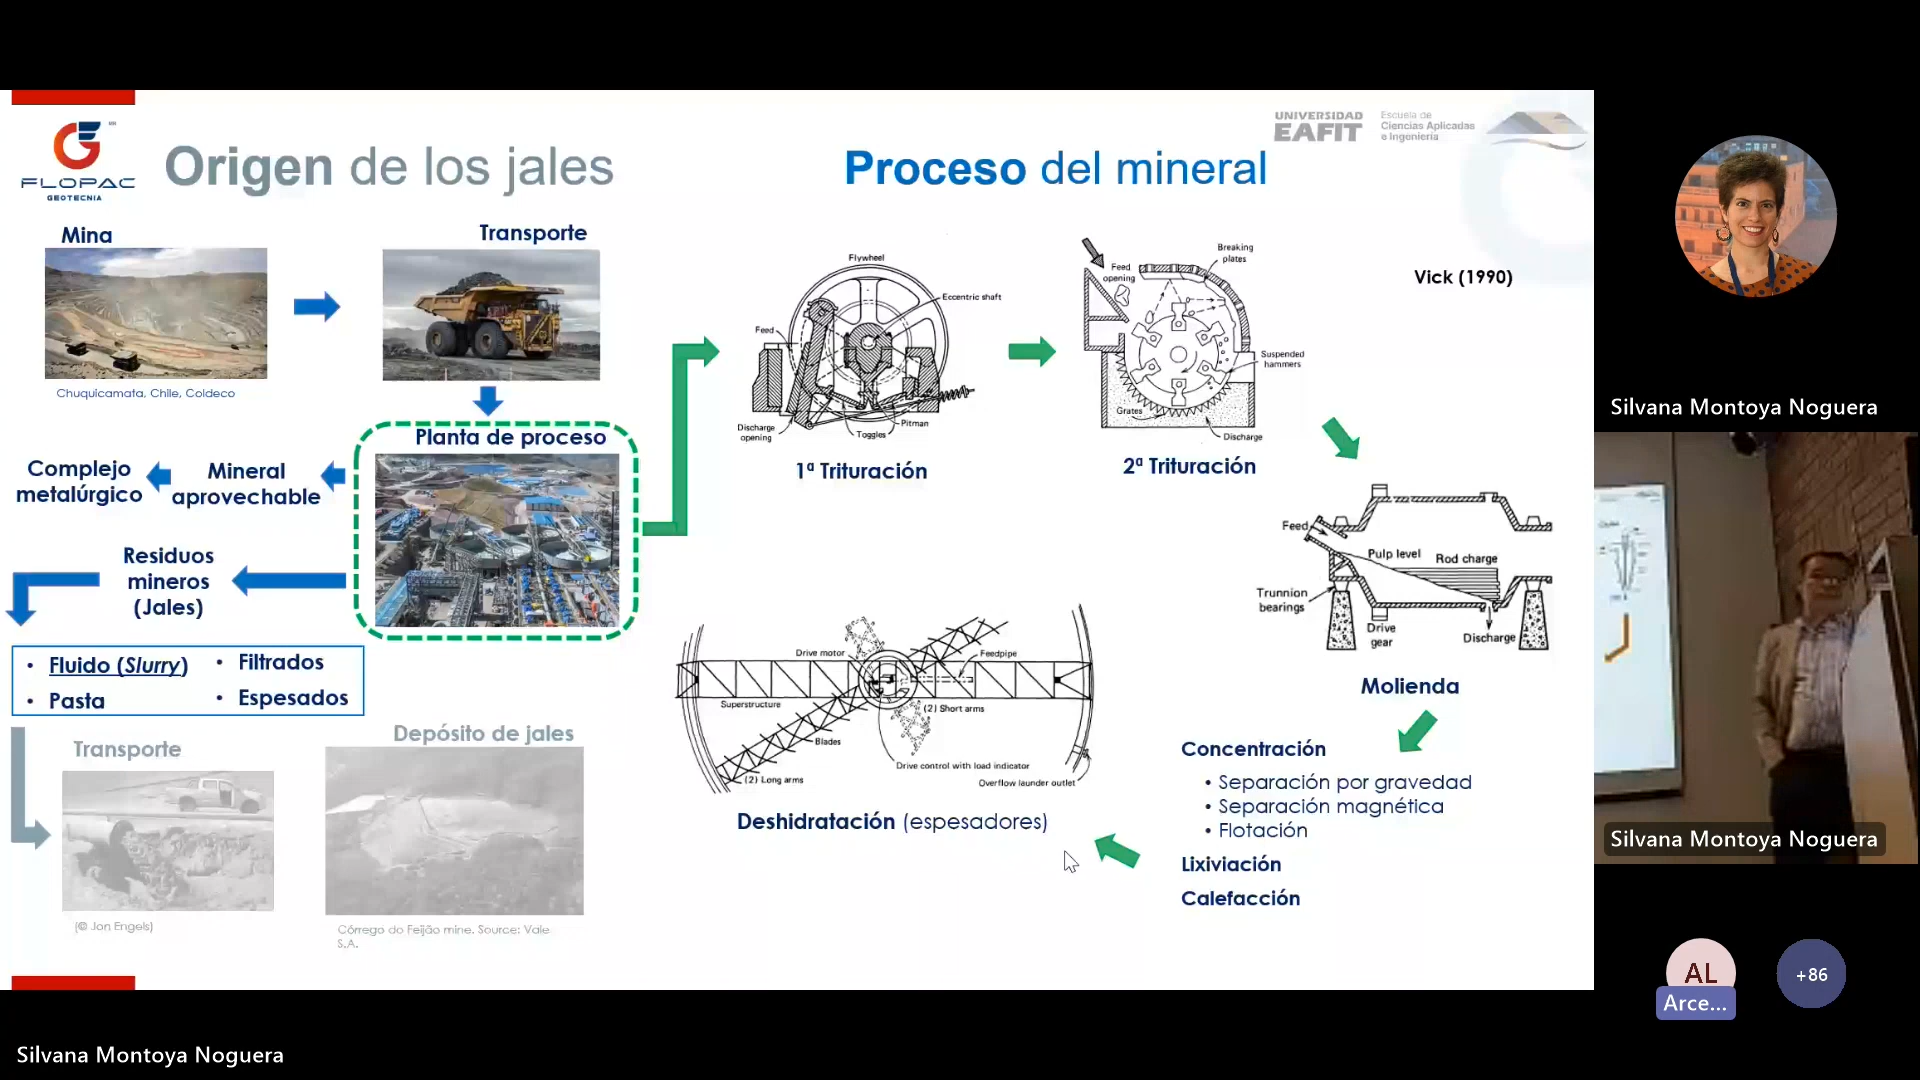 FLOPAC
GEOTECNIA
Origen de los jales
Proceso del mineral
UNIVERSIDAD
EAFIT
Escuela de
Ciencias Aplicadas
e Ingeniería
Mina
Transporte
Chuquicamata, Chile, Coldeco
Planta de proceso
Complejo
metalúrgico
Mineral
aprovechable
Residuos
mineros
(Jales)
• Fluido (Slurry)
• Pasta
• Filtrados
• Espesados
Transporte
(© Jon Engels)
Depósito de jales
Córrego do Feijão mine. Source: Vale
S.A.
Flywheel
Eccentric shaft
Feed
Discharge
opening
Toggles
Pitman
1ª Trituración
Feed
opening
Breaking
plates
Suspended
hammers
Grates
Discharge
2ª Trituración
Vick (1990)
Feed
Pulp level
Rod charge
Trunnion
bearings
Drive
gear
Discharge
Molienda
Concentración
• Separación por gravedad
• Separación magnética
• Flotación
Lixiviación
Calefacción
Drive motor
Feedpipe
Superstructure
(2) Short arms
Blades
Drive control with load indicator
(2) Long arms
Overflow launder outlet
Deshidratación (espesadores)
Silvana Montoya Noguera
Silvana Montoya Noguera
AL
Arce...
+86
Silvana Montoya Noguera